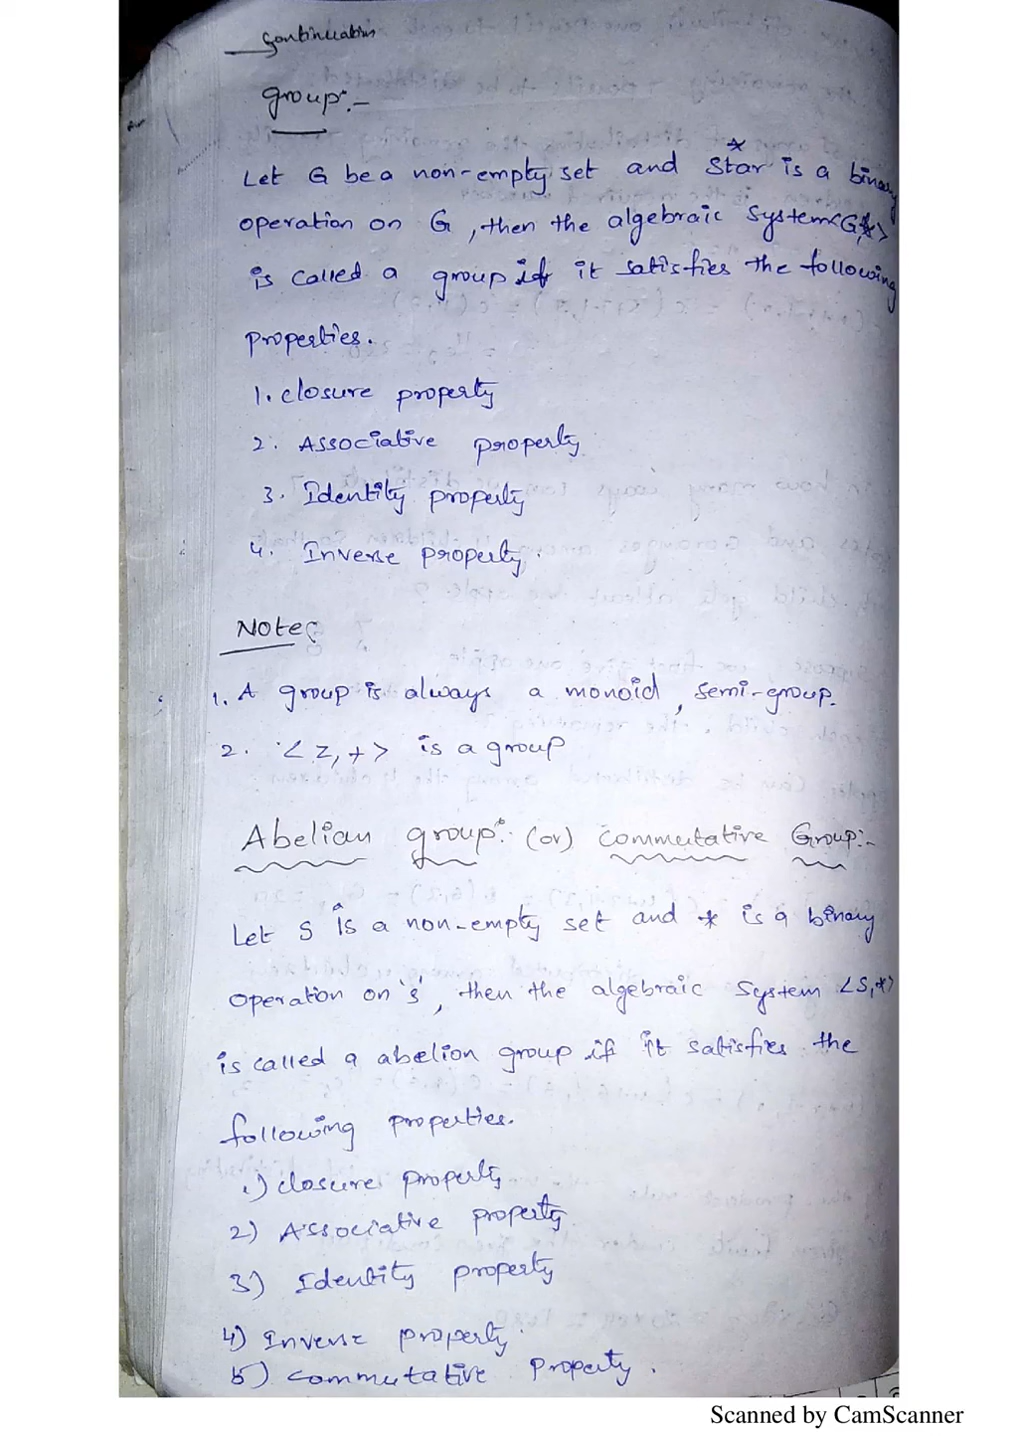 Continuation
group:-
*
Let G be a non-empty set and Star is a binary
operation on G, then the algebraic System <G,*>
is called a group if it satisfies the following
properties.
1. closure property
2. Associative property
3. Identity property
4. Inverse property.
Note:
1. A group is always a monoid, semi-group.
2. <Z,+> is a group
Abelian group: (or) commutative Group:-
Let S is a non-empty set and * is a binary
operation on 's', then the algebraic System <S,*>
is called a abelion group if it satisfies the
following properties.
1) closure property
2) Associative property
3) Identity property
4) Inverse property.
5) commutative property.
Scanned by CamScanner